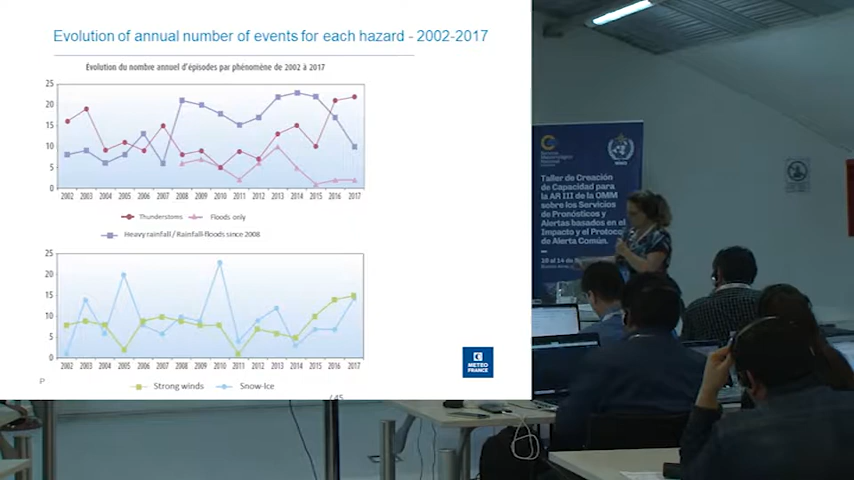 Evolution of annual number of events for each hazard - 2002-2017
Évolution du nombre annuel d'épisodes par phénomène de 2002 à 2017
25
20
15
10
5
0
2002 2003 2004 2005 2006 2007 2008 2009 2010 2011 2012 2013 2014 2015 2016 2017
Thunderstorms Floods only
Heavy rainfall / Rainfall-floods since 2008
25
20
15
10
5
0
2002 2003 2004 2005 2006 2007 2008 2009 2010 2011 2012 2013 2014 2015 2016 2017
Strong winds Snow-Ice
METEO
FRANCE
P
/ 45
Servicio
Meteorológico
Nacional
Taller de Creación
de Capacidad para
la AR III de la OMM
sobre los Servicios
de Pronósticos y
Alertas basados en el
Impacto y el Protocolo
de Alerta Común.